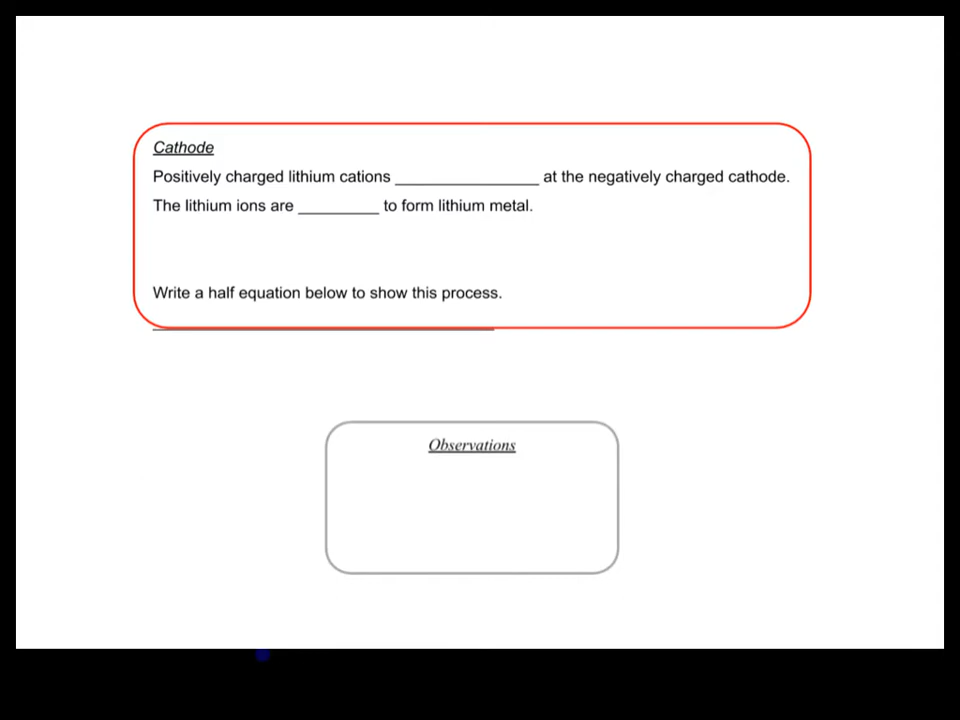 Cathode
Positively charged lithium cations ________________ at the negatively charged cathode.
The lithium ions are _________ to form lithium metal.
Write a half equation below to show this process.
Observations